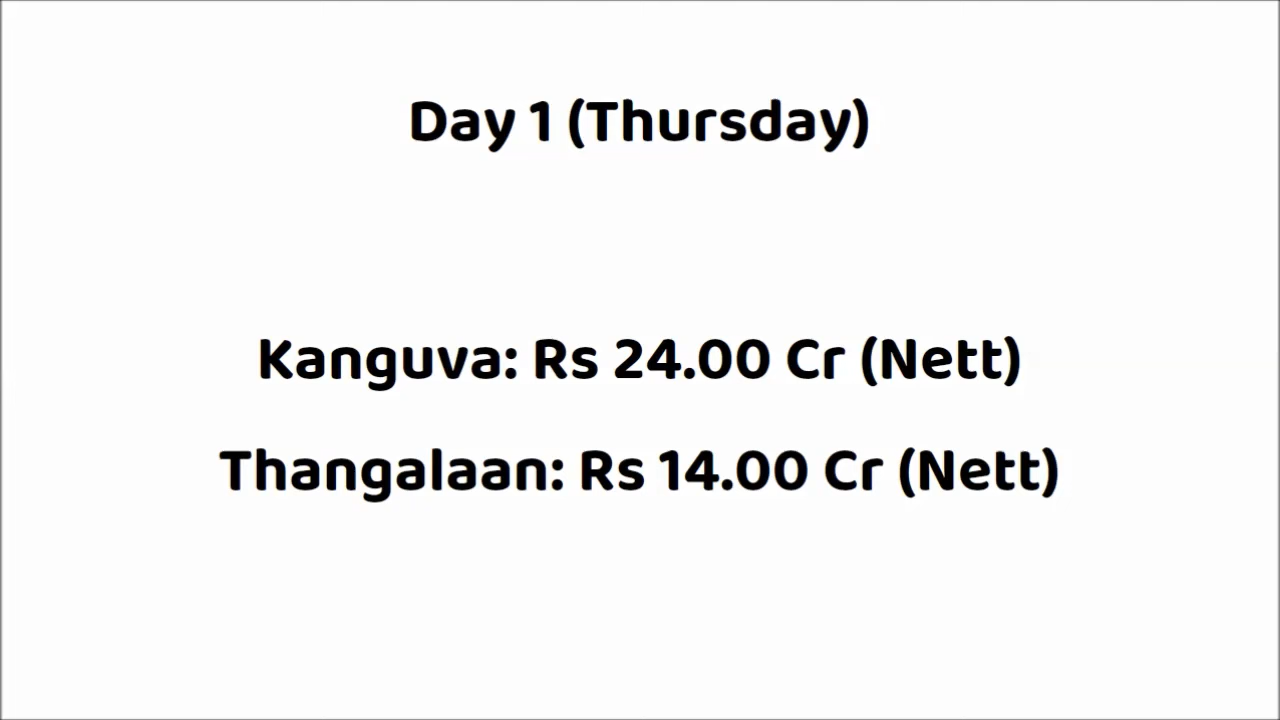 Day 1 (Thursday)
Kanguva: Rs 24.00 Cr (Nett)
Thangalaan: Rs 14.00 Cr (Nett)